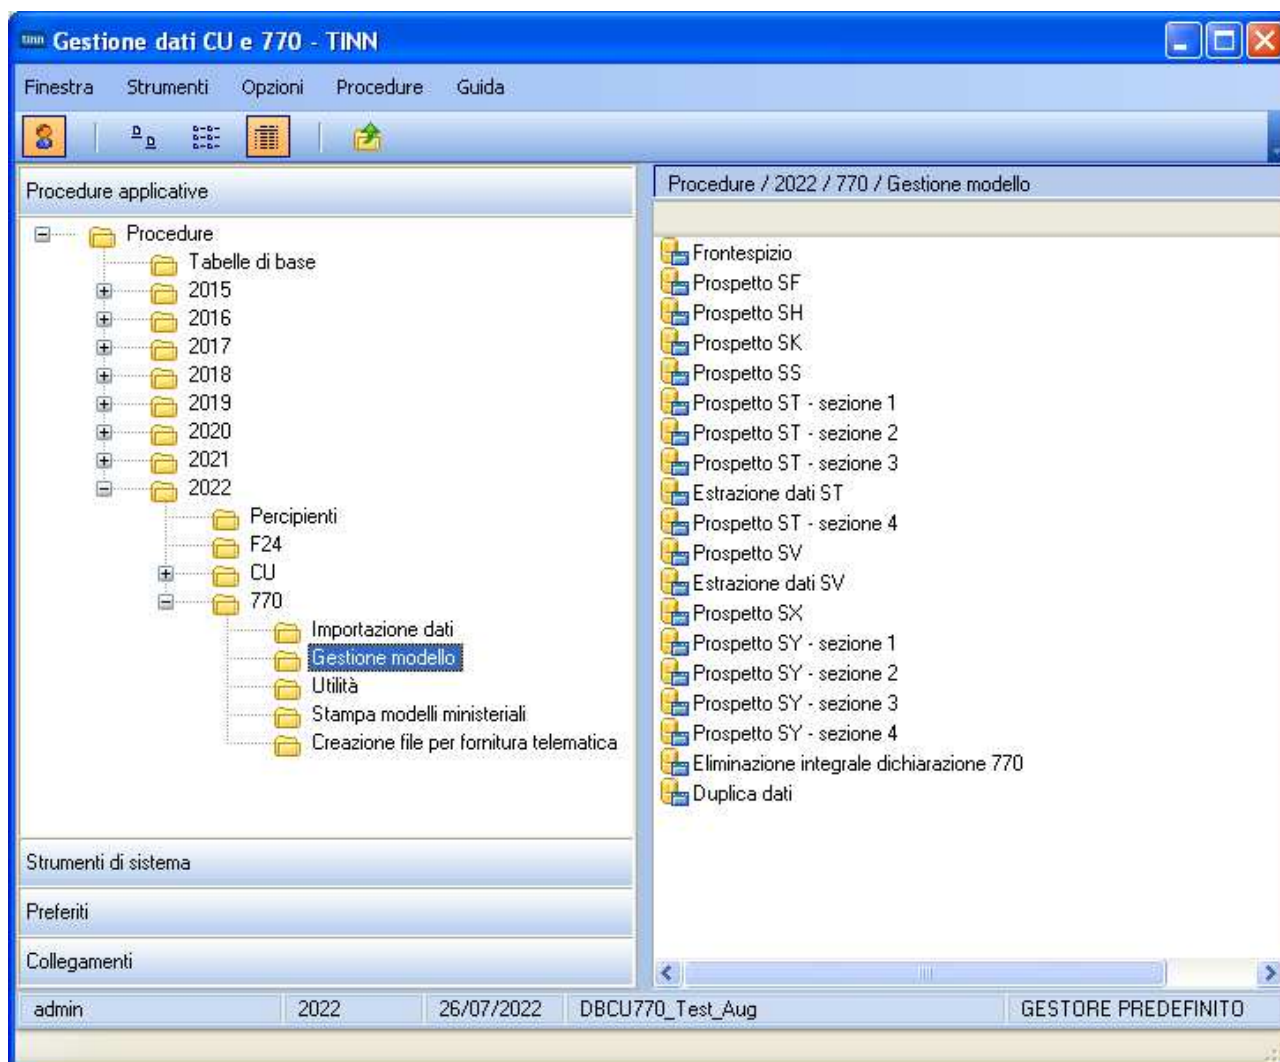 tinn Gestione dati CU e 770 - TINN
Finestra Strumenti Opzioni Procedure Guida
Procedure applicative
Procedure
Tabelle di base
2015
2016
2017
2018
2019
2020
2021
2022
Percipienti
F24
CU
770
Importazione dati
Gestione modello
Utilità
Stampa modelli ministeriali
Creazione file per fornitura telematica
Strumenti di sistema
Preferiti
Collegamenti
Procedure / 2022 / 770 / Gestione modello
Frontespizio
Prospetto SF
Prospetto SH
Prospetto SK
Prospetto SS
Prospetto ST - sezione 1
Prospetto ST - sezione 2
Prospetto ST - sezione 3
Estrazione dati ST
Prospetto ST - sezione 4
Prospetto SV
Estrazione dati SV
Prospetto SX
Prospetto SY - sezione 1
Prospetto SY - sezione 2
Prospetto SY - sezione 3
Prospetto SY - sezione 4
Eliminazione integrale dichiarazione 770
Duplica dati
admin 2022 26/07/2022 DBCU770_Test_Aug GESTORE PREDEFINITO